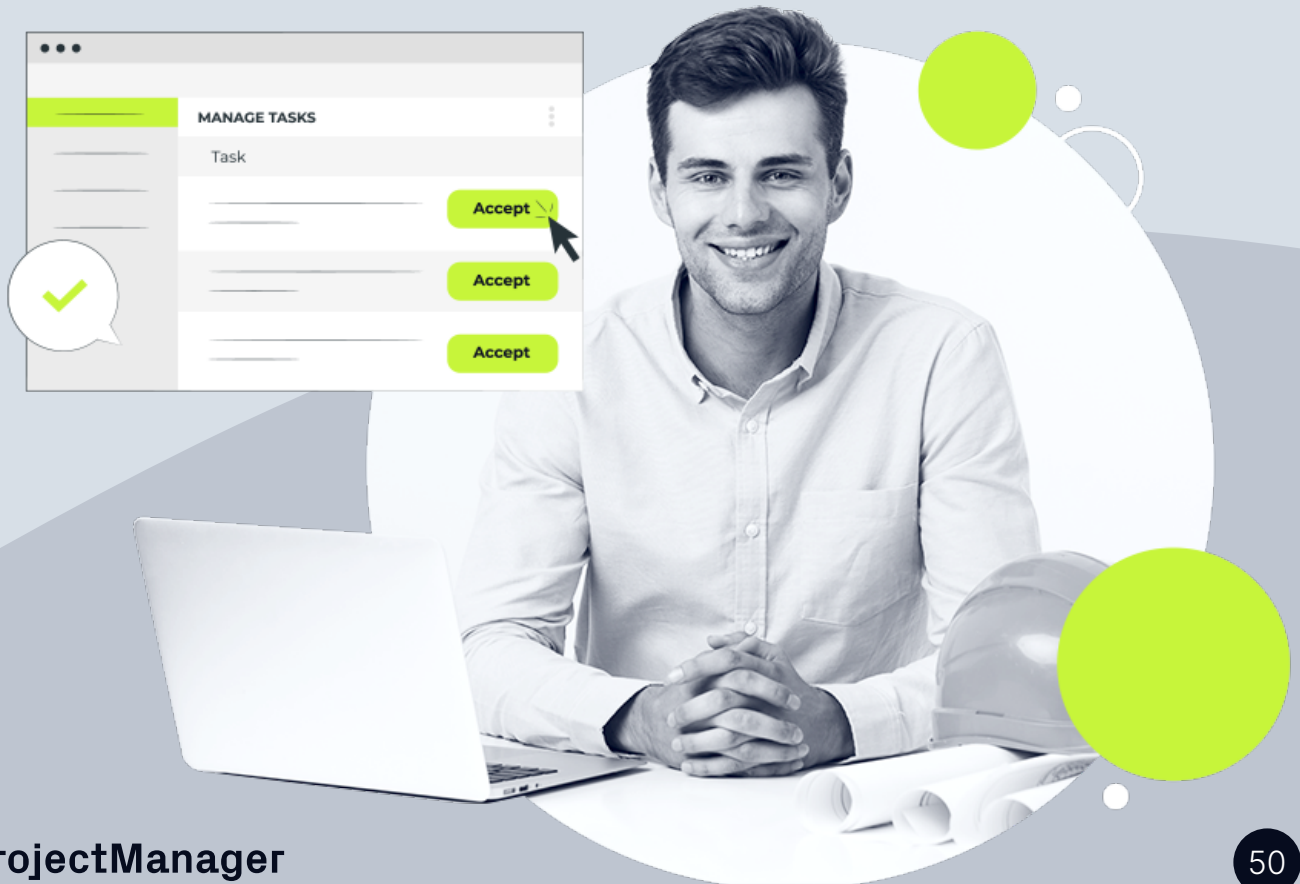 MANAGE TASKS
Task
Accept
Accept
Accept
rojectManager
50